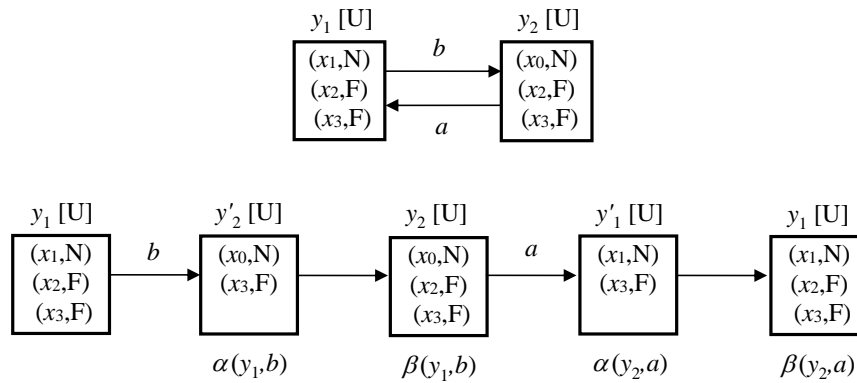 y₁ [U] y₂ [U]
b
(x₁,N) (x₀,N)
(x₂,F) (x₂,F)
(x₃,F) (x₃,F)
a
y₁ [U] y′₂ [U] y₂ [U] y′₁ [U] y₁ [U]
(x₁,N) b (x₀,N) (x₀,N) a (x₁,N) (x₁,N)
(x₂,F) (x₃,F) (x₂,F) (x₃,F) (x₂,F)
(x₃,F) (x₃,F) (x₃,F)
α(y₁,b) β(y₁,b) α(y₂,a) β(y₂,a)